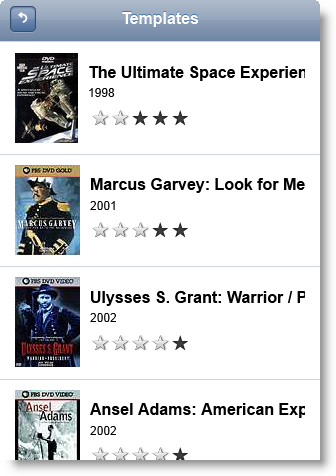 Templates
DVD
THE ULTIMATE
SPACE
EXPERIENCE
The Ultimate Space Experien
1998
PBS DVD GOLD
MARCUS
GARVEY
Marcus Garvey: Look for Me
2001
PBS DVD VIDEO
ULYSSES S. GRANT
WARRIOR PRESIDENT
Ulysses S. Grant: Warrior / P
2002
PBS DVD VIDEO
Ansel
Adams
Ansel Adams: American Exp
2002